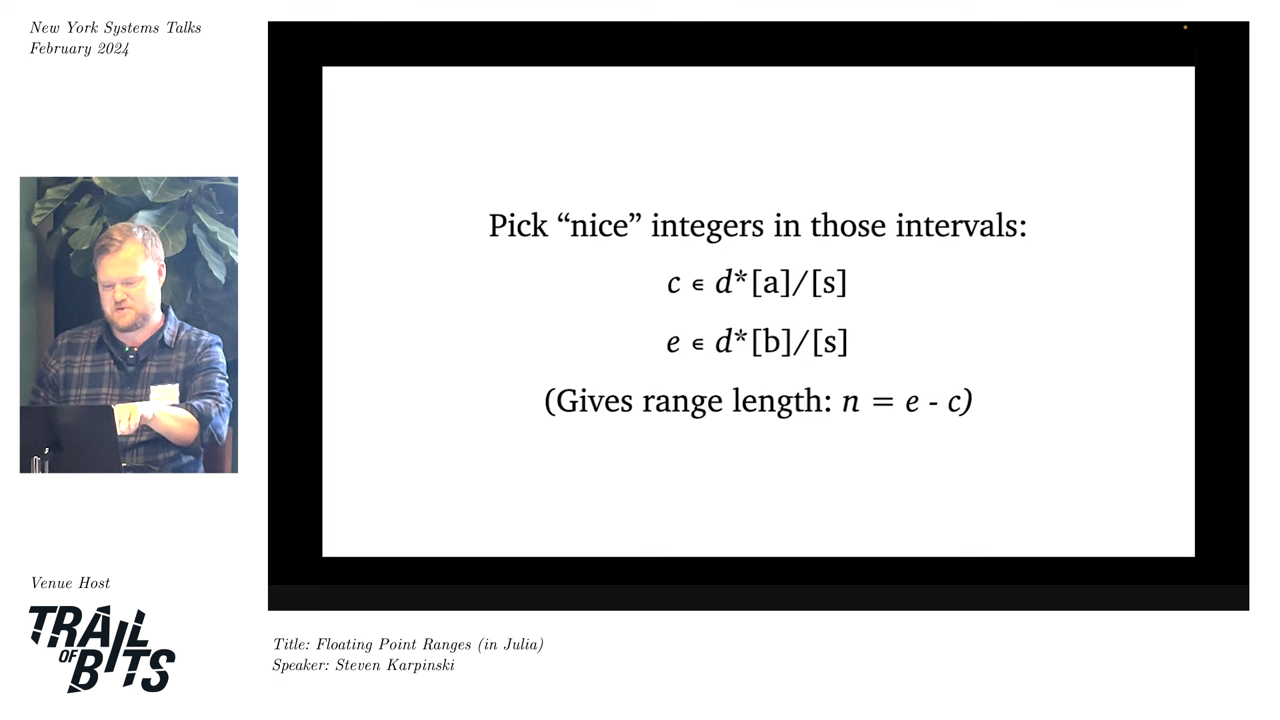 New York Systems Talks
February 2024
Pick “nice” integers in those intervals:
c ∊ d*[a]/[s]
e ∊ d*[b]/[s]
(Gives range length: n = e - c)
Venue Host
TRAIL
OF
BITS
Title: Floating Point Ranges (in Julia)
Speaker: Steven Karpinski